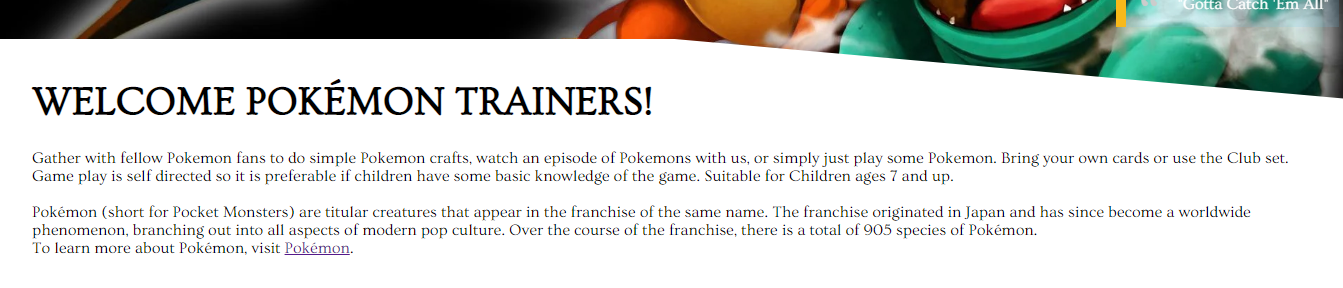 "Gotta Catch 'Em All"
WELCOME POKÉMON TRAINERS!
Gather with fellow Pokemon fans to do simple Pokemon crafts, watch an episode of Pokemons with us, or simply just play some Pokemon. Bring your own cards or use the Club set.
Game play is self directed so it is preferable if children have some basic knowledge of the game. Suitable for Children ages 7 and up.
Pokémon (short for Pocket Monsters) are titular creatures that appear in the franchise of the same name. The franchise originated in Japan and has since become a worldwide
phenomenon, branching out into all aspects of modern pop culture. Over the course of the franchise, there is a total of 905 species of Pokémon.
To learn more about Pokémon, visit Pokémon.